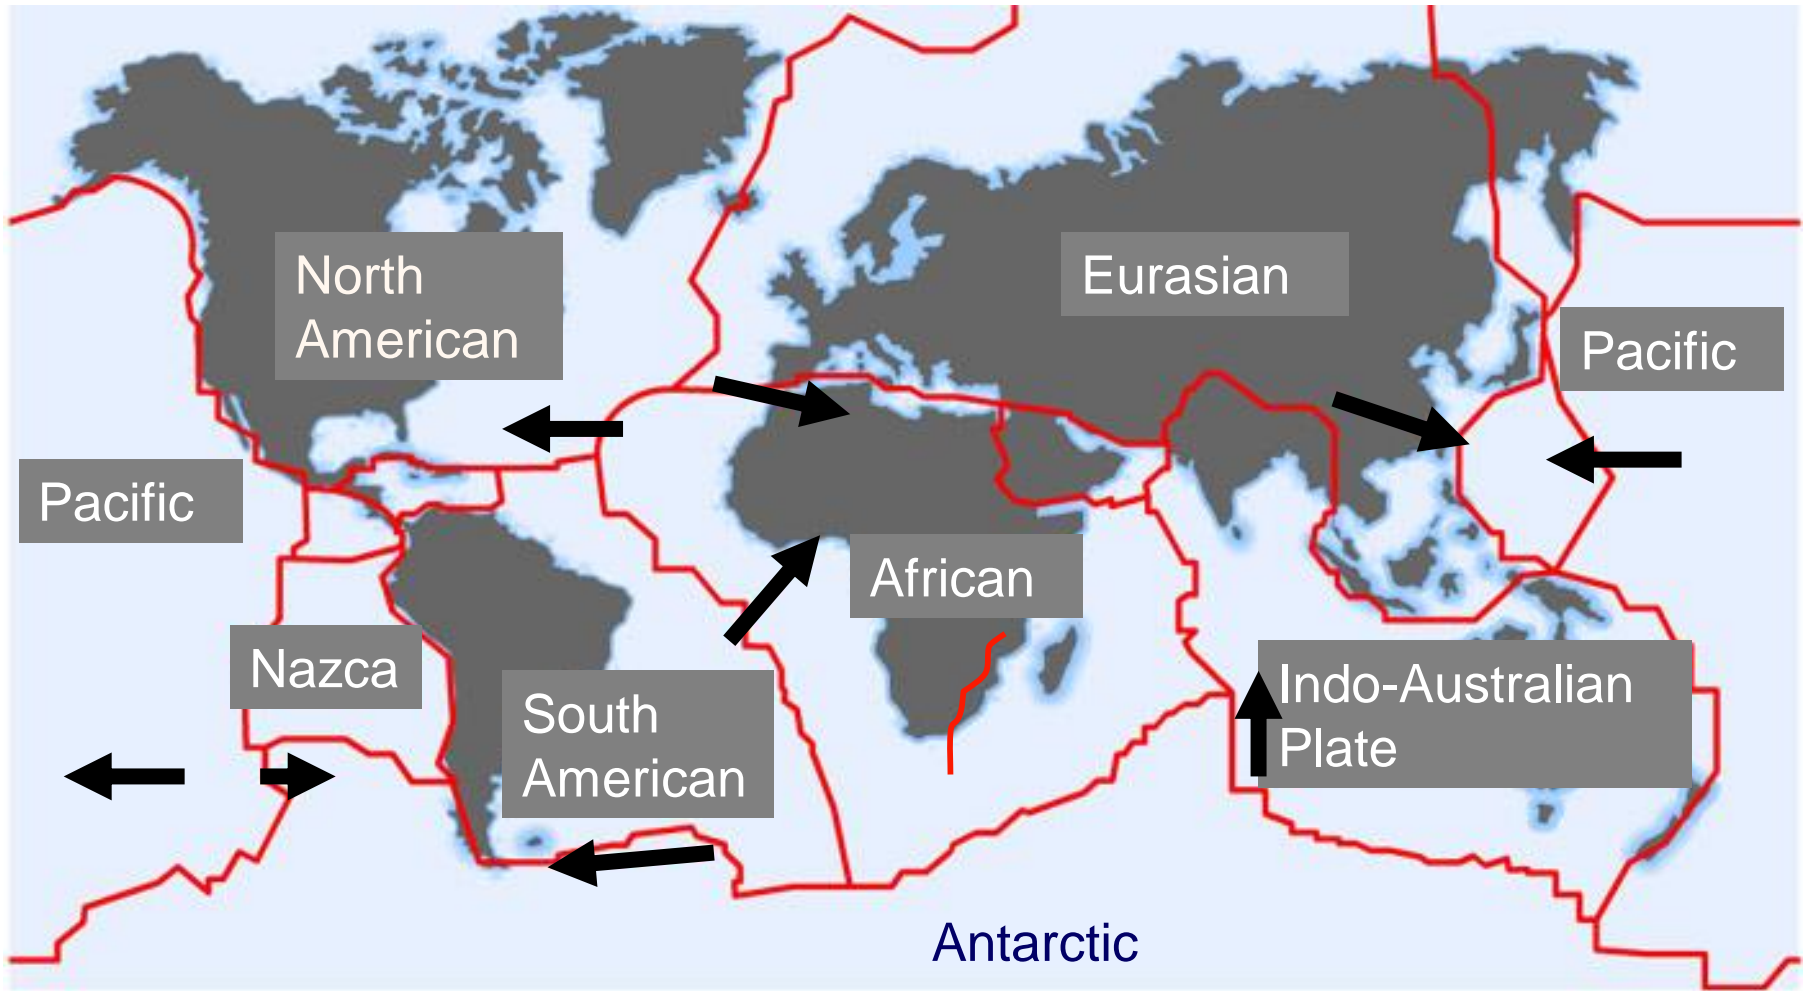 North
American
Eurasian
Pacific
Pacific
African
Nazca
South
American
Indo-Australian
Plate
Antarctic